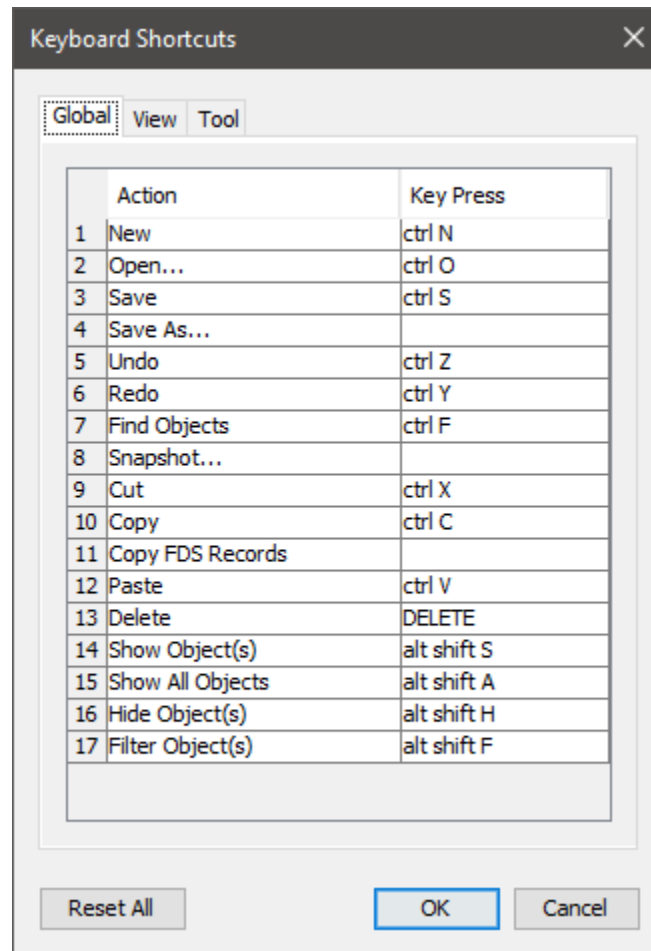 Keyboard Shortcuts
Global View Tool
Action Key Press
1 New ctrl N
2 Open... ctrl O
3 Save ctrl S
4 Save As...
5 Undo ctrl Z
6 Redo ctrl Y
7 Find Objects ctrl F
8 Snapshot...
9 Cut ctrl X
10 Copy ctrl C
11 Copy FDS Records
12 Paste ctrl V
13 Delete DELETE
14 Show Object(s) alt shift S
15 Show All Objects alt shift A
16 Hide Object(s) alt shift H
17 Filter Object(s) alt shift F
Reset All OK Cancel